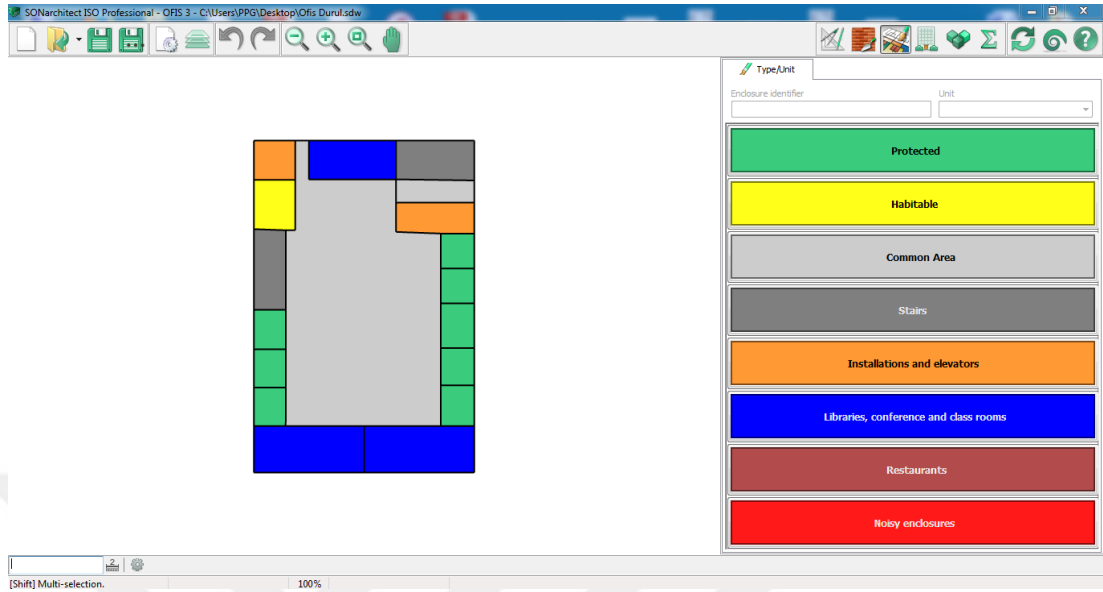 SONarchitect ISO Professional - OFIS 3 - C:\Users\PPG\Desktop\Ofis Durul.sdw
Type/Unit
Enclosure identifier
Unit
Protected
Habitable
Common Area
Stairs
Installations and elevators
Libraries, conference and class rooms
Restaurants
Noisy enclosures
2
[Shift] Multi-selection.
100%